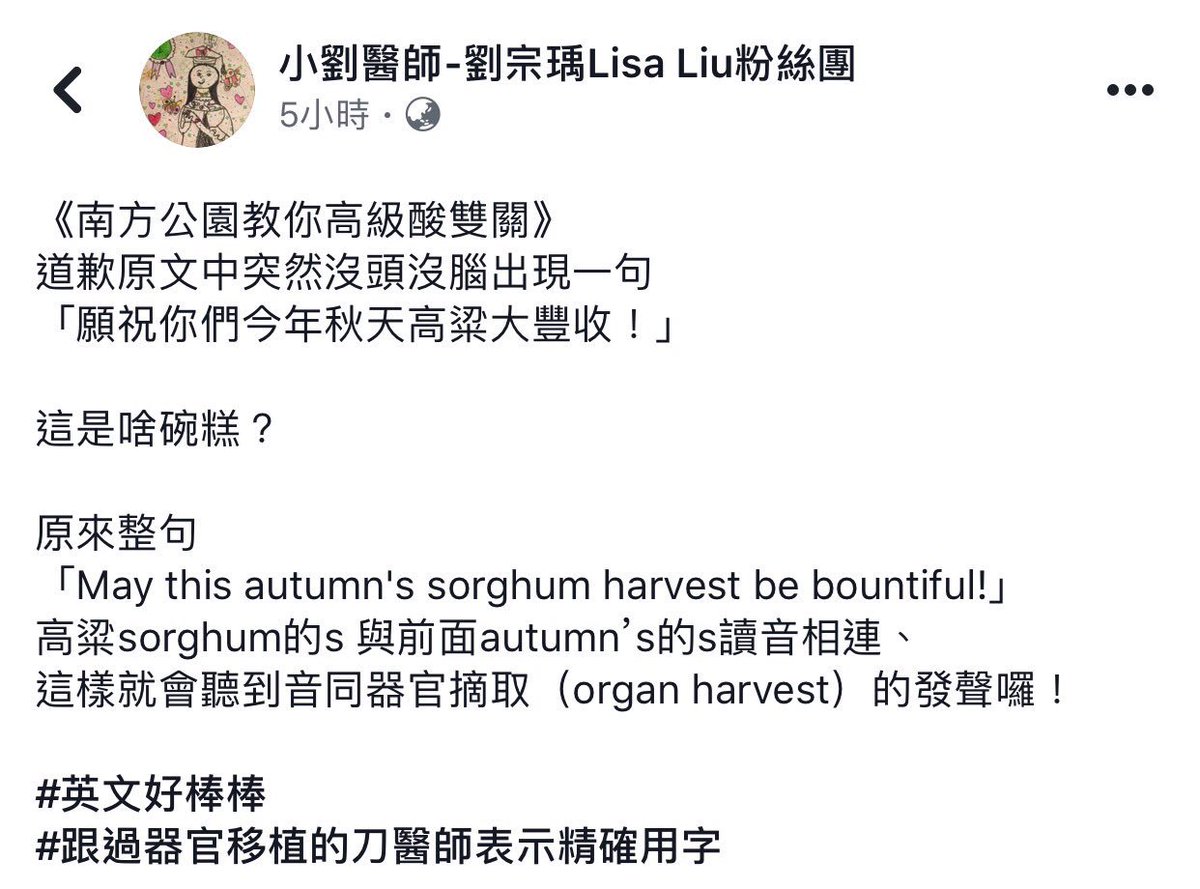 小劉醫師-劉宗瑀Lisa Liu粉絲團
5小時・
《南方公園教你高級酸雙關》
道歉原文中突然沒頭沒腦出現一句
「願祝你們今年秋天高粱大豐收！」
這是啥碗糕？
原來整句
「May this autumn's sorghum harvest be bountiful!」
高粱sorghum的s 與前面autumn’s的s讀音相連、
這樣就會聽到音同器官摘取（organ harvest）的發聲囉！
#英文好棒棒
#跟過器官移植的刀醫師表示精確用字